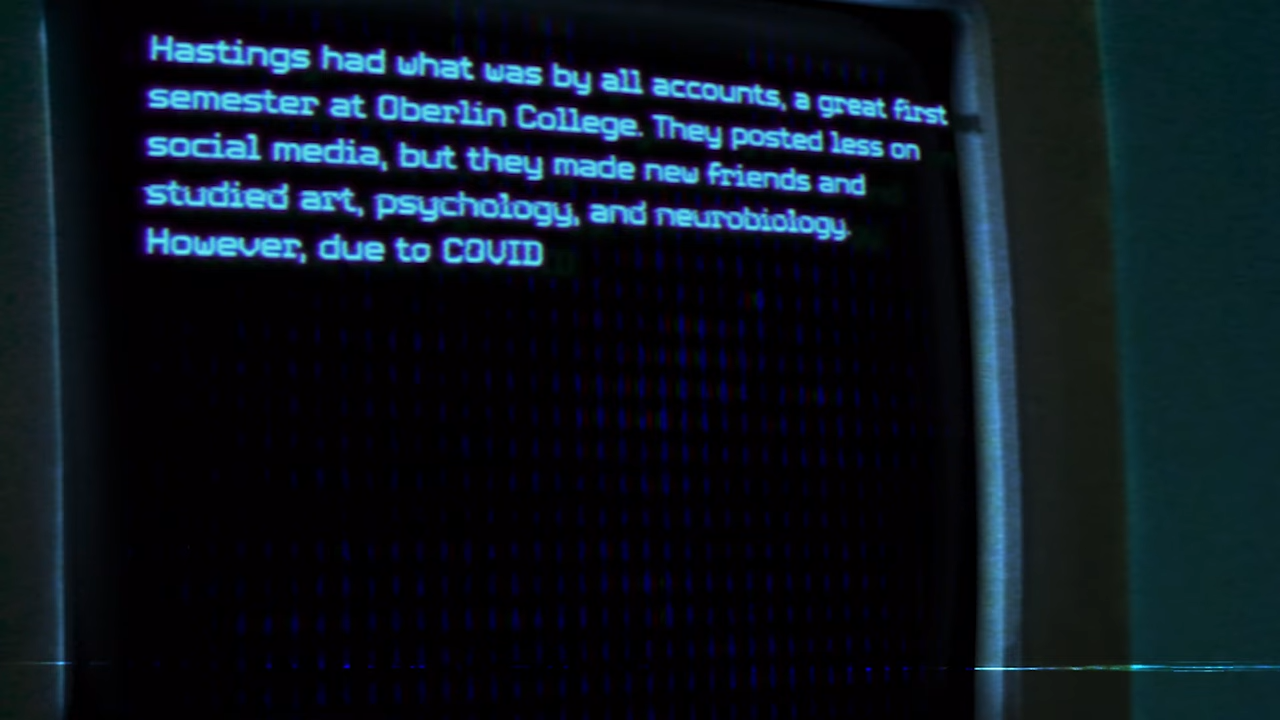 Hastings had what was by all accounts, a great first
semester at Oberlin College. They posted less on
social media, but they made new friends and
studied art, psychology, and neurobiology.
However, due to COVID